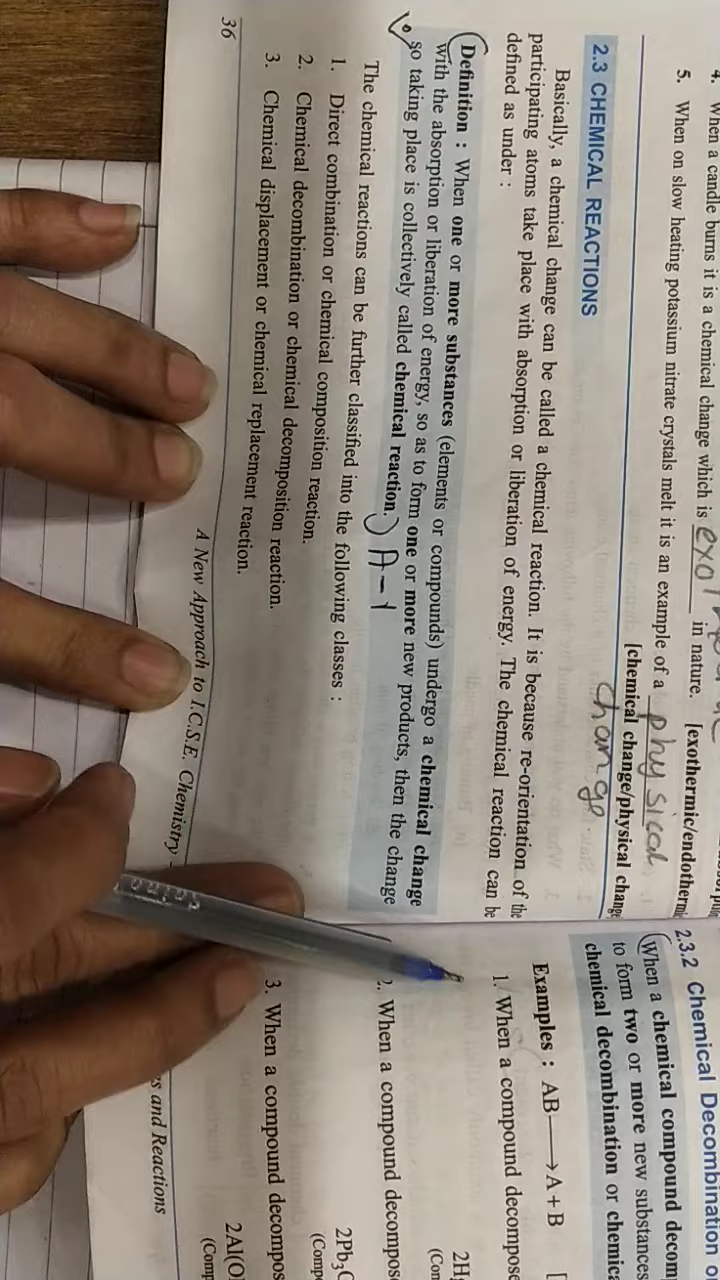 4. When a candle burns it is a chemical change which is
in nature. [exothermic/endothermi
5. When on slow heating potassium nitrate crystals melt it is an example of a physical
change [chemical change/physical change
2.3 CHEMICAL REACTIONS
Basically, a chemical change can be called a chemical reaction. It is because re-orientation of the
participating atoms take place with absorption or liberation of energy. The chemical reaction can be
defined as under :
(Definition : When one or more substances (elements or compounds) undergo a chemical change
with the absorption or liberation of energy, so as to form one or more new products, then the change
so taking place is collectively called chemical reaction.) A-1
The chemical reactions can be further classified into the following classes :
1. Direct combination or chemical composition reaction.
2. Chemical decombination or chemical decomposition reaction.
3. Chemical displacement or chemical replacement reaction.
36
A New Approach to I.C.S.E. Chemistry -
2.3.2 Chemical Decombination o
(When a chemical compound decom
to form two or more new substances
chemical decombination or chemica
Examples : AB⟶A + B [
1. When a compound decompose
2H
(Con
2. When a compound decompos
2Pb₃O
(Comp
3. When a compound decompos
2Al(O
(Com
s and Reactions